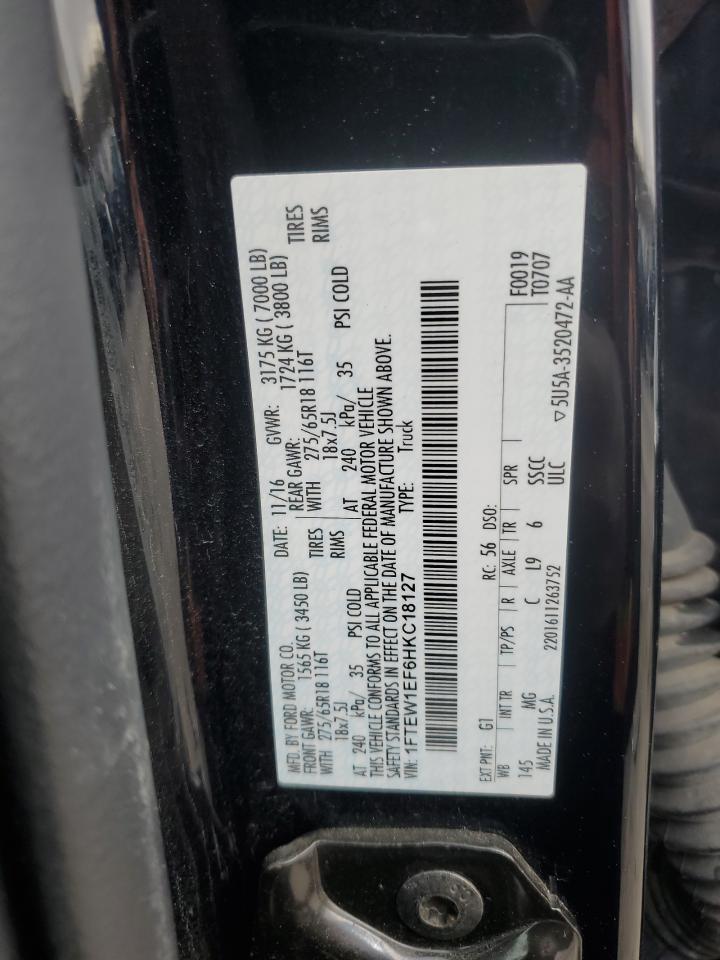 MFD. BY FORD MOTOR CO.
DATE: 11/16 GVWR: 3175 KG ( 7000 LB)
FRONT GAWR: 1565 KG ( 3450 LB) REAR GAWR: 1724 KG ( 3800 LB)
WITH 275/65R18 116T TIRES WITH 275/65R18 116T TIRES
18x7.5J RIMS 18x7.5J RIMS
AT 240 kPa/ 35 PSI COLD AT 240 kPa/ 35 PSI COLD
THIS VEHICLE CONFORMS TO ALL APPLICABLE FEDERAL MOTOR VEHICLE
SAFETY STANDARDS IN EFFECT ON THE DATE OF MANUFACTURE SHOWN ABOVE.
VIN: 1FTEW1EF6HKC18127 TYPE: Truck
EXT PNT: G1 RC: 56 DSO: F0019
WB INT TR TP/PS R AXLE TR SPR T0707
145 MG C L9 6 SSCC
MADE IN U.S.A. 2201611263752 ULC ▽5U5A-3520472-AA